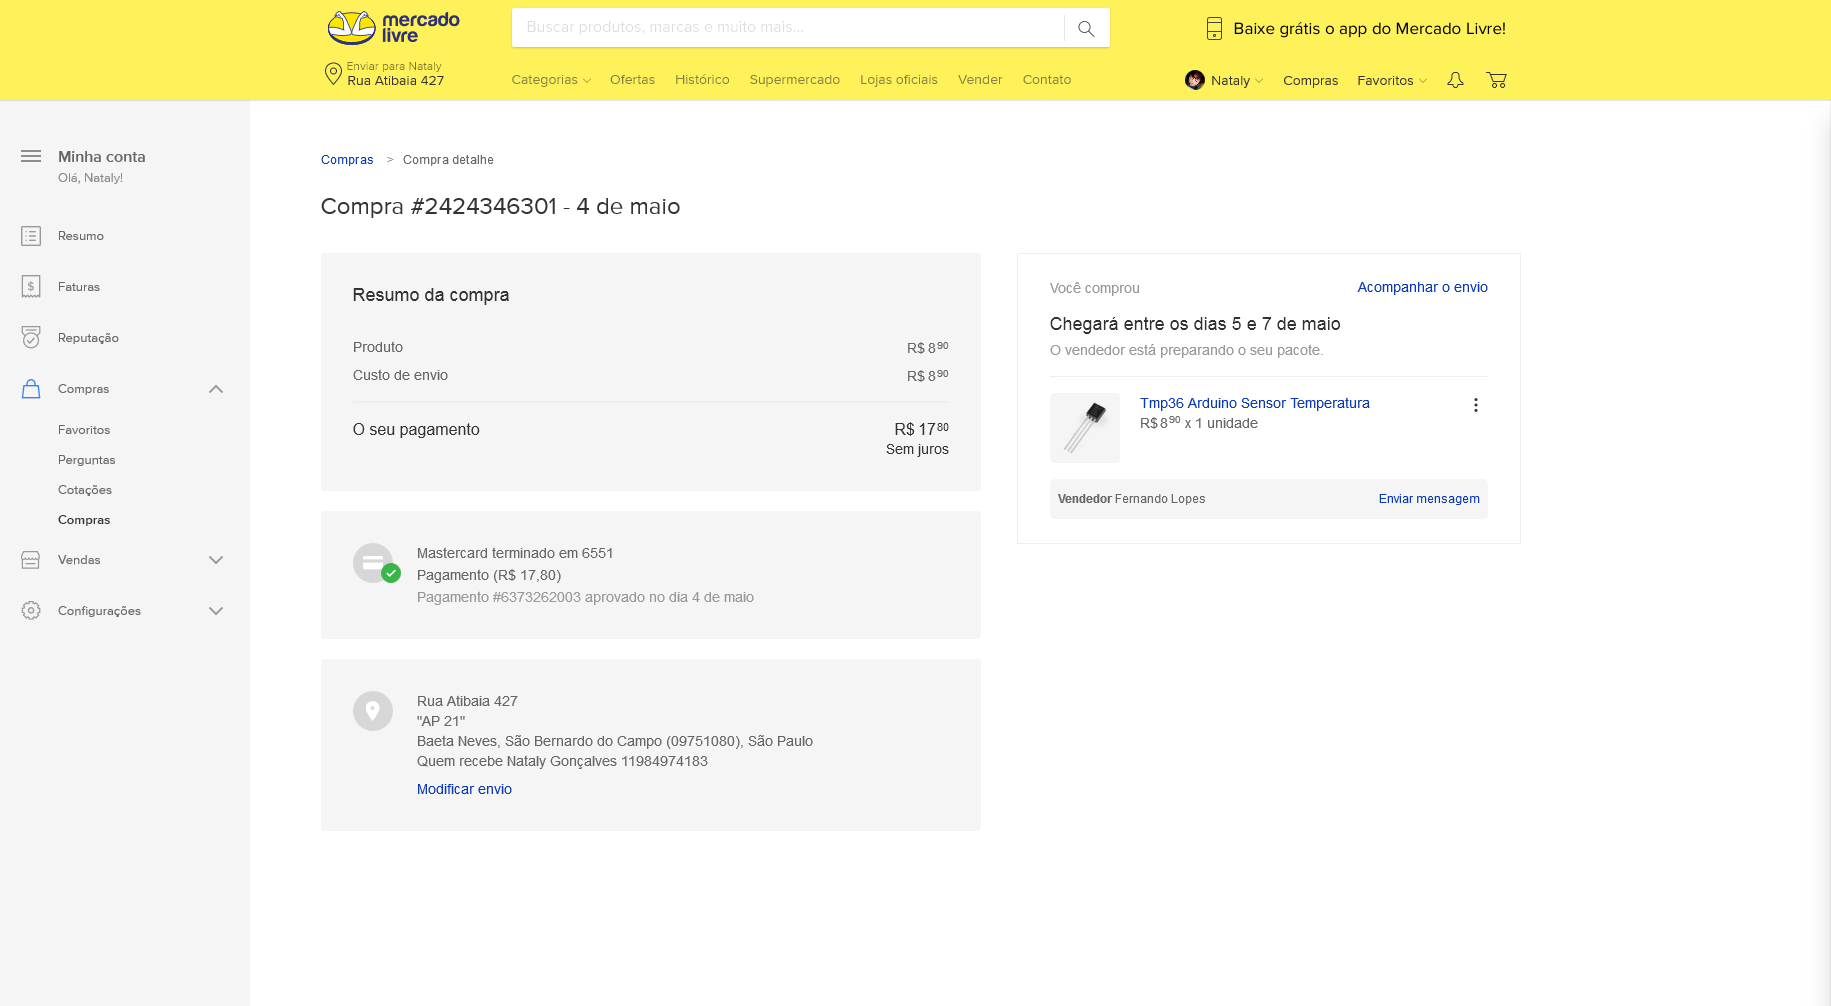 mercado
livre
Buscar produtos, marcas e muito mais...
Baixe grátis o app do Mercado Livre!
Enviar para Nataly
Rua Atibaia 427
Categorias
Ofertas
Histórico
Supermercado
Lojas oficiais
Vender
Contato
Nataly
Compras
Favoritos
Minha conta
Olá, Nataly!
Resumo
Faturas
Reputação
Compras
Favoritos
Perguntas
Cotações
Compras
Vendas
Configurações
Compras > Compra detalhe
Compra #2424346301 - 4 de maio
Resumo da compra
Produto R$ 8 90
Custo de envio R$ 8 90
O seu pagamento R$ 17 80
Sem juros
Mastercard terminado em 6551
Pagamento (R$ 17,80)
Pagamento #6373262003 aprovado no dia 4 de maio
Rua Atibaia 427
"AP 21"
Baeta Neves, São Bernardo do Campo (09751080), São Paulo
Quem recebe Nataly Gonçalves 11984974183
Modificar envio
Você comprou Acompanhar o envio
Chegará entre os dias 5 e 7 de maio
O vendedor está preparando o seu pacote.
Tmp36 Arduino Sensor Temperatura
R$ 8 90 x 1 unidade
Vendedor Fernando Lopes Enviar mensagem